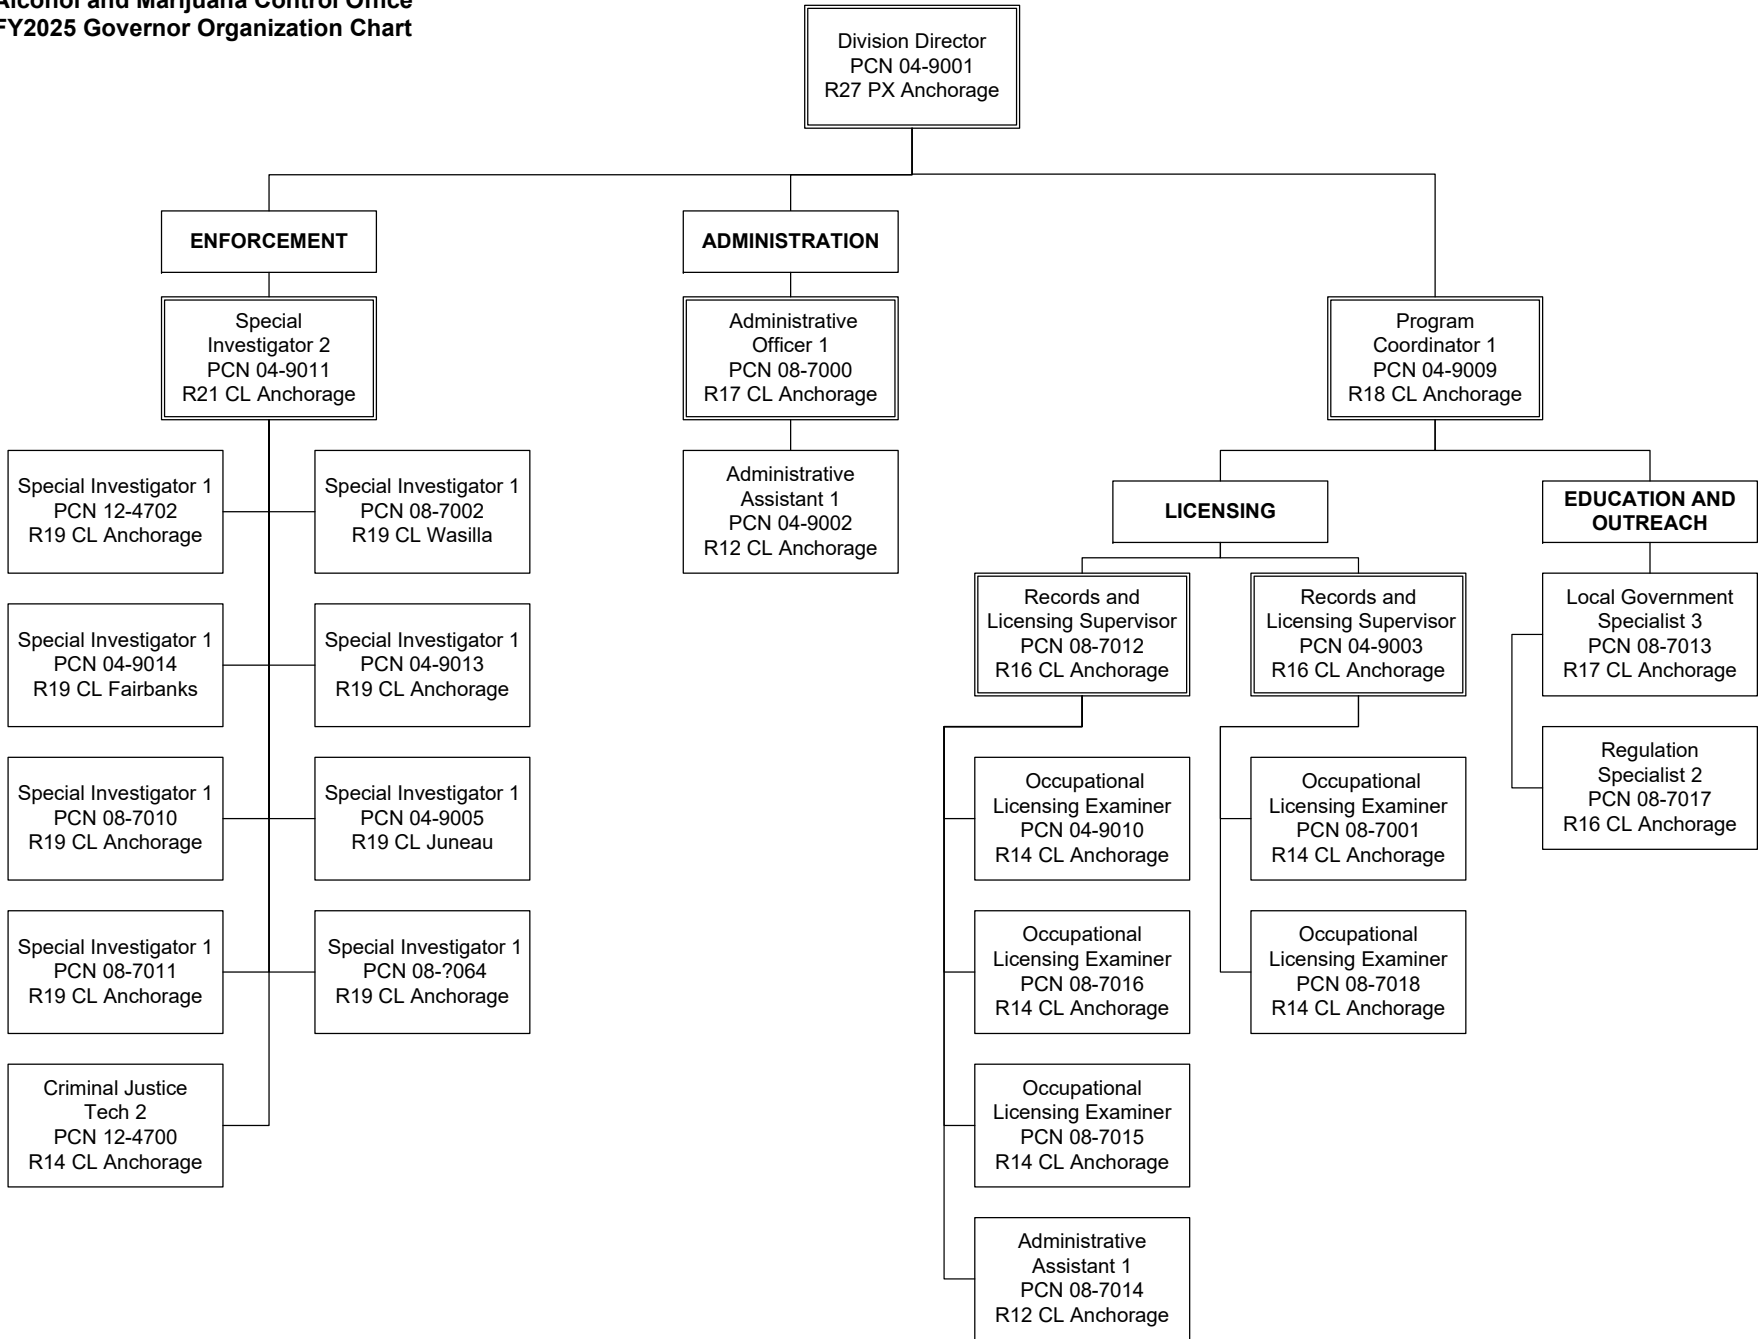 Alcohol and Marijuana Control Office
FY2025 Governor Organization Chart
Division Director
PCN 04-9001
R27 PX Anchorage
ENFORCEMENT
Special
Investigator 2
PCN 04-9011
R21 CL Anchorage
Special Investigator 1
PCN 12-4702
R19 CL Anchorage
Special Investigator 1
PCN 08-7002
R19 CL Wasilla
Special Investigator 1
PCN 04-9014
R19 CL Fairbanks
Special Investigator 1
PCN 04-9013
R19 CL Anchorage
Special Investigator 1
PCN 08-7010
R19 CL Anchorage
Special Investigator 1
PCN 04-9005
R19 CL Juneau
Special Investigator 1
PCN 08-7011
R19 CL Anchorage
Special Investigator 1
PCN 08-?064
R19 CL Anchorage
Criminal Justice
Tech 2
PCN 12-4700
R14 CL Anchorage
ADMINISTRATION
Administrative
Officer 1
PCN 08-7000
R17 CL Anchorage
Administrative
Assistant 1
PCN 04-9002
R12 CL Anchorage
Program
Coordinator 1
PCN 04-9009
R18 CL Anchorage
LICENSING
Records and
Licensing Supervisor
PCN 08-7012
R16 CL Anchorage
Occupational
Licensing Examiner
PCN 04-9010
R14 CL Anchorage
Occupational
Licensing Examiner
PCN 08-7016
R14 CL Anchorage
Occupational
Licensing Examiner
PCN 08-7015
R14 CL Anchorage
Administrative
Assistant 1
PCN 08-7014
R12 CL Anchorage
Records and
Licensing Supervisor
PCN 04-9003
R16 CL Anchorage
Occupational
Licensing Examiner
PCN 08-7001
R14 CL Anchorage
Occupational
Licensing Examiner
PCN 08-7018
R14 CL Anchorage
EDUCATION AND
OUTREACH
Local Government
Specialist 3
PCN 08-7013
R17 CL Anchorage
Regulation
Specialist 2
PCN 08-7017
R16 CL Anchorage